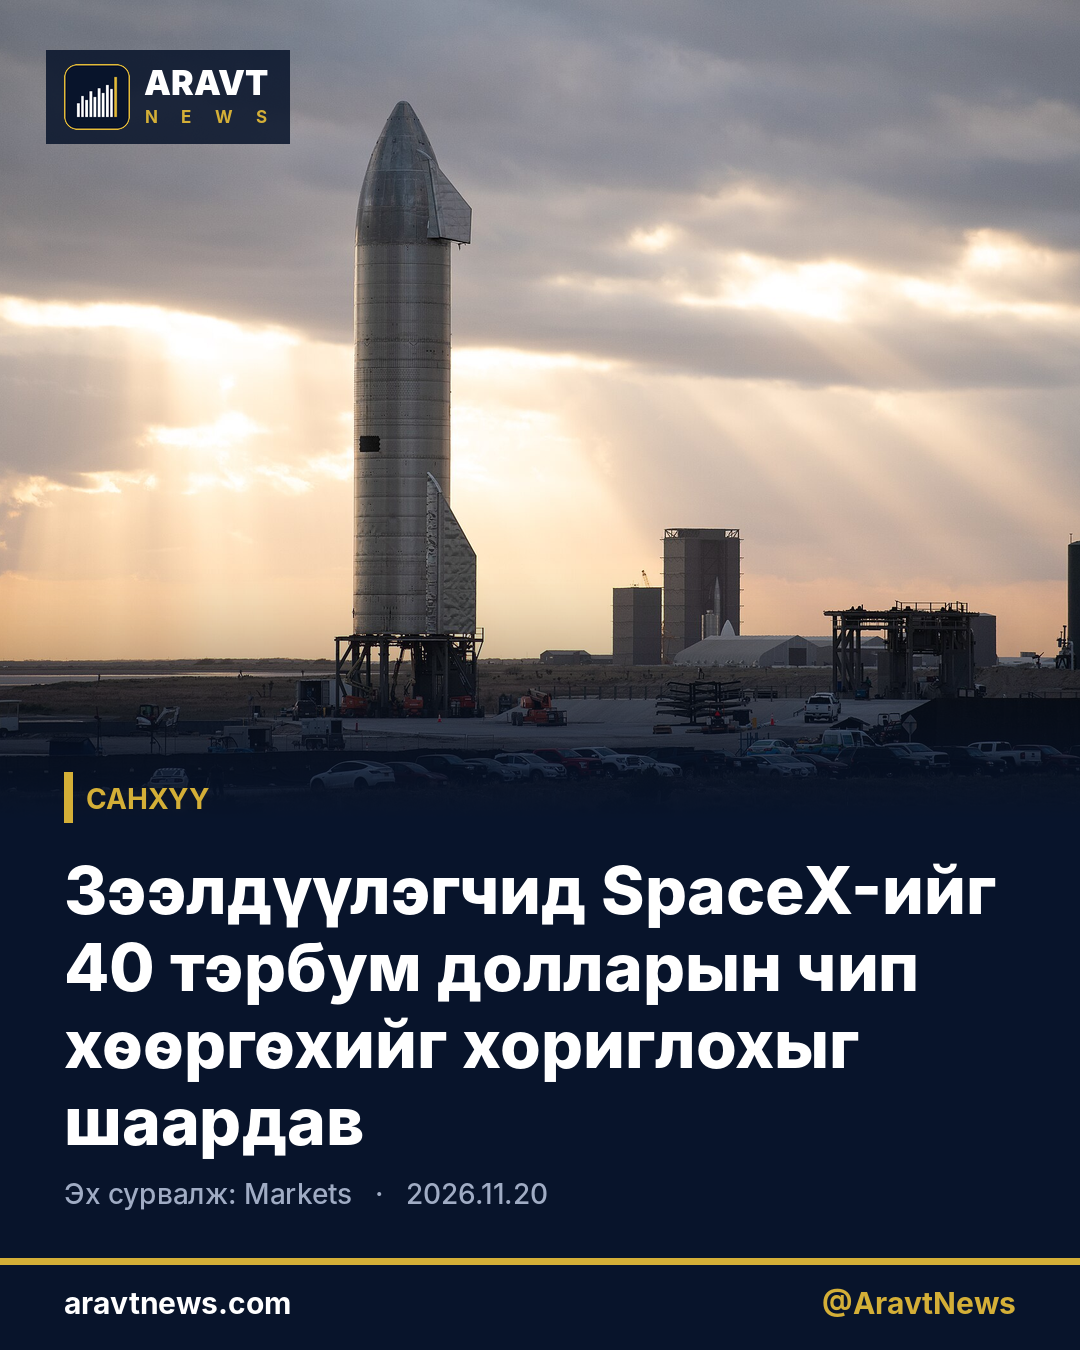 ARAVT
NEWS
САНХҮҮ
Зээлдүүлэгчид SpaceX-ийг
40 тэрбум долларын чип
хөөргөхийг хориглохыг
шаардав
Эх сурвалж: Markets · 2026.11.20
aravtnews.com
@AravtNews